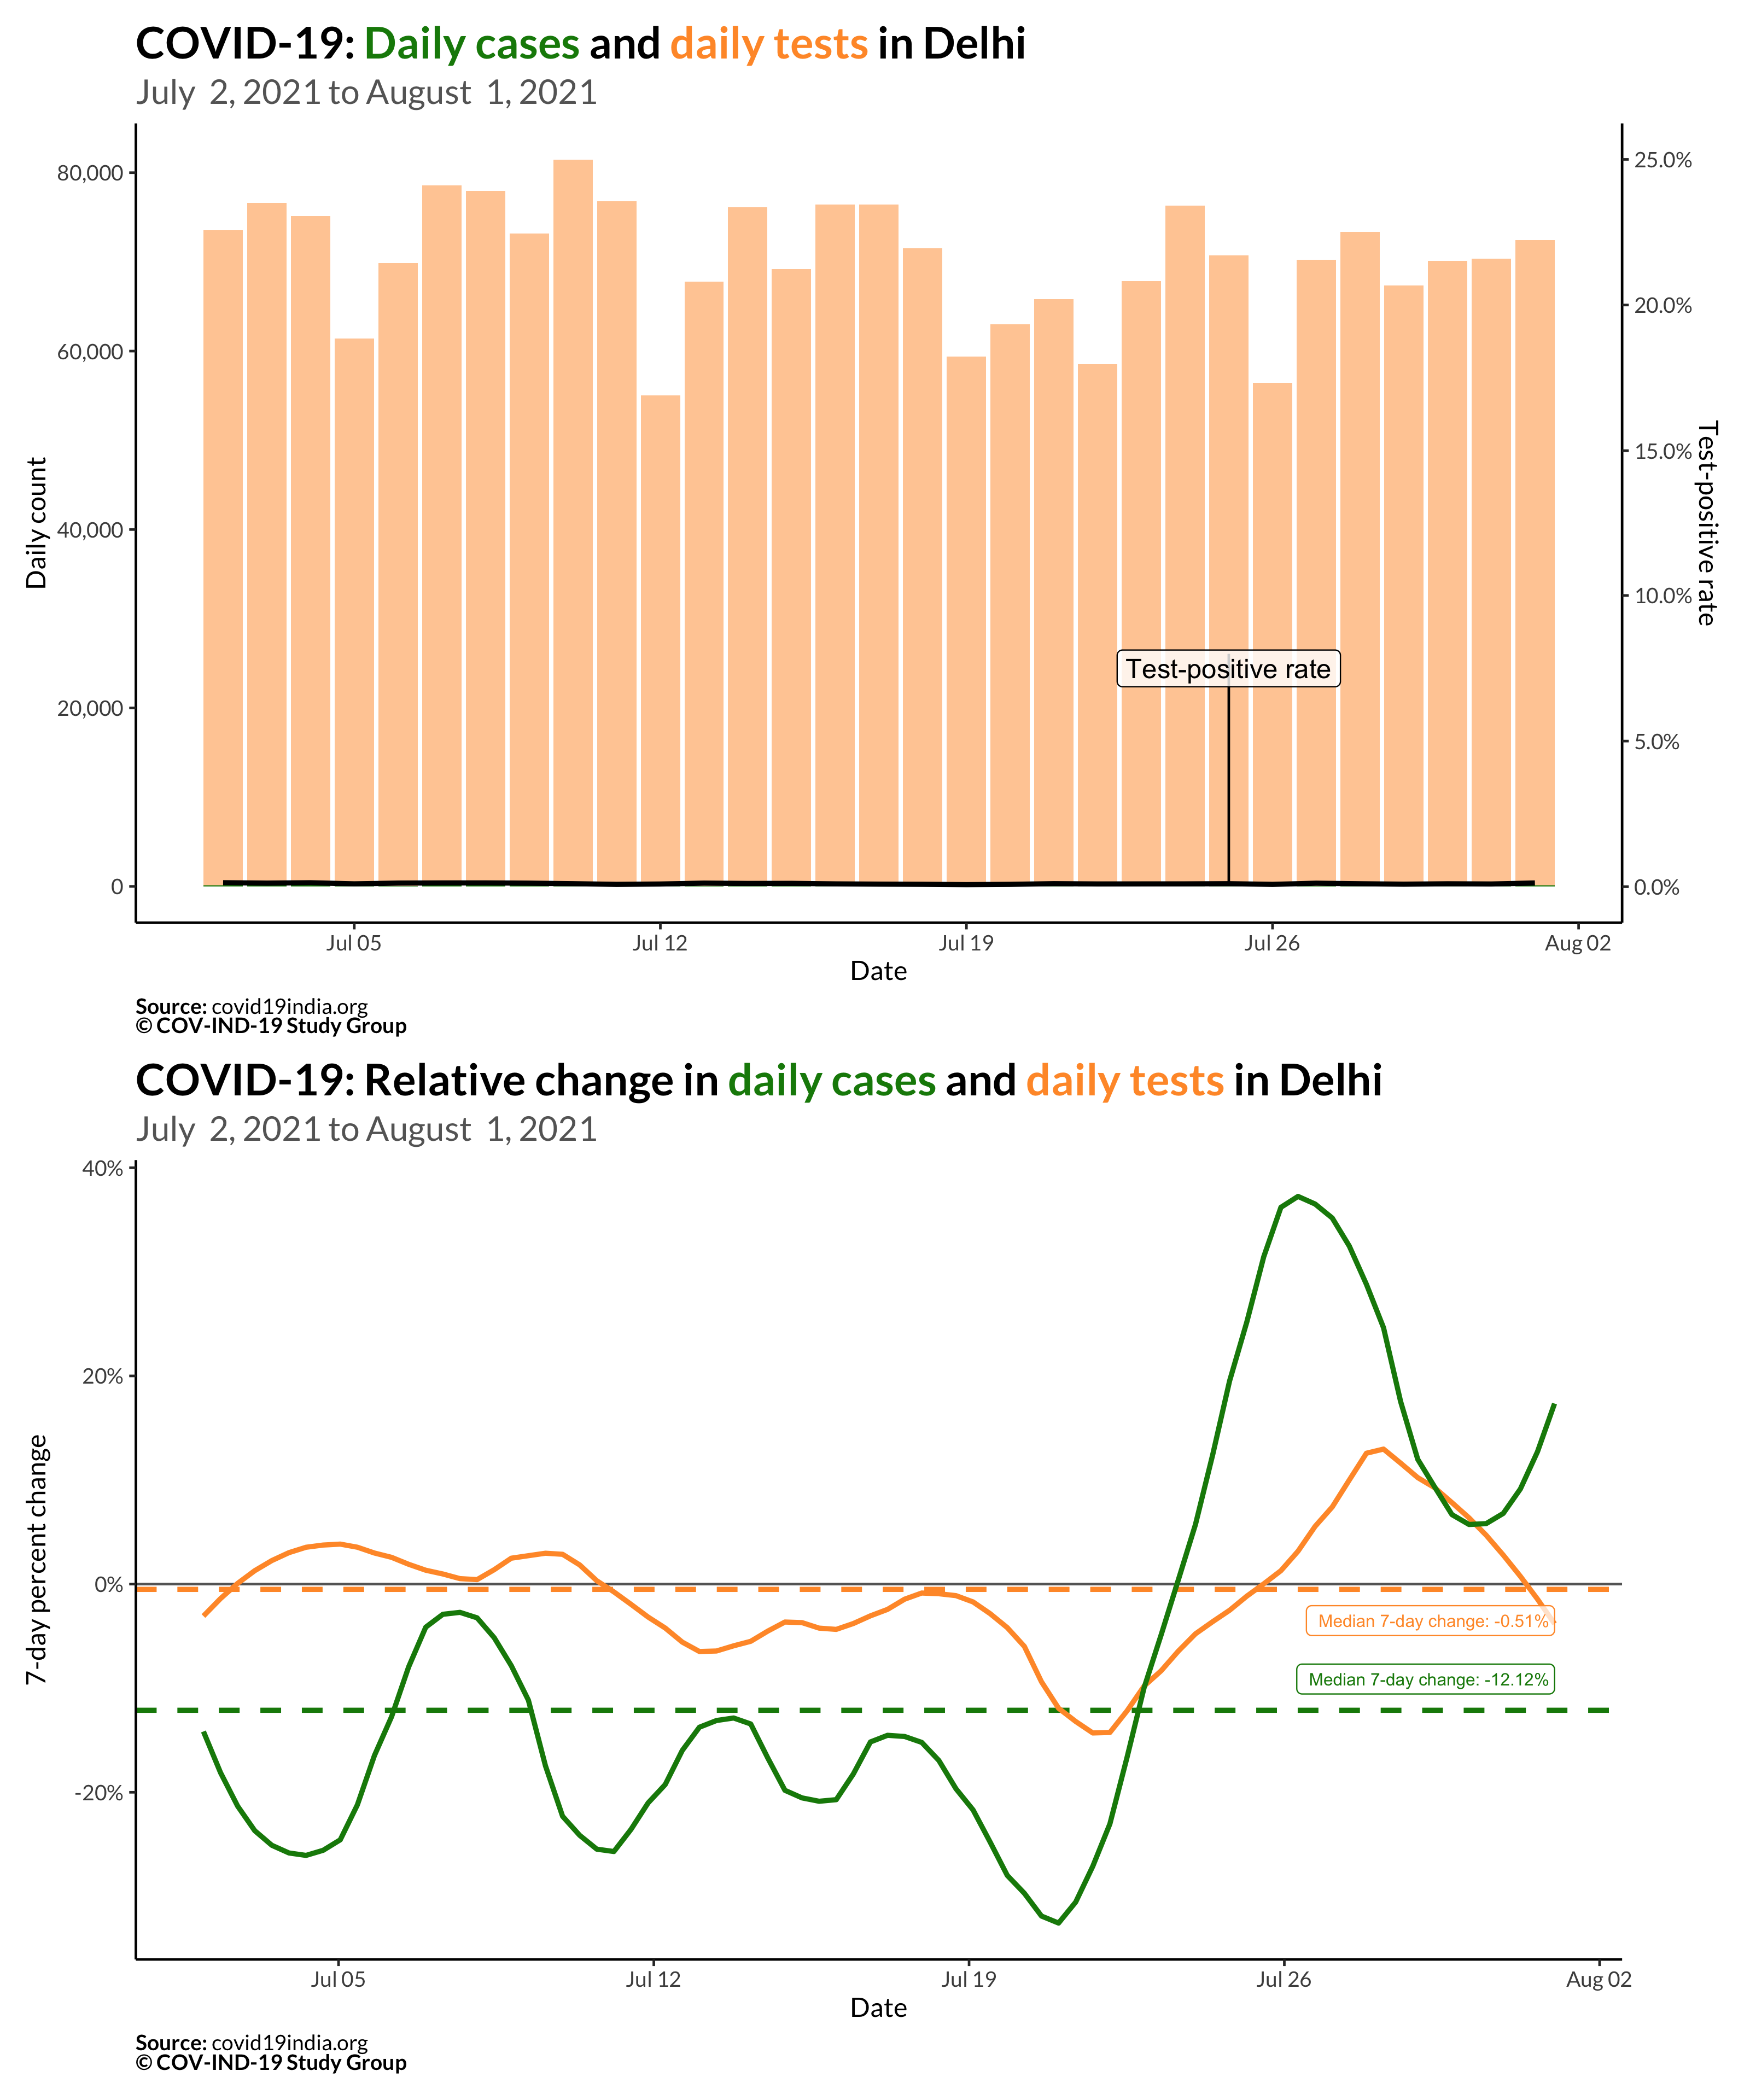 COVID-19: Daily cases and daily tests in Delhi
July 2, 2021 to August 1, 2021
80,000
60,000
40,000
20,000
0
Daily count
25.0%
20.0%
15.0%
10.0%
5.0%
0.0%
Test-positive rate
Test-positive rate
Jul 05
Jul 12
Jul 19
Jul 26
Aug 02
Date
Source: covid19india.org
© COV-IND-19 Study Group
COVID-19: Relative change in daily cases and daily tests in Delhi
July 2, 2021 to August 1, 2021
40%
20%
0%
-20%
7-day percent change
Median 7-day change: -0.51%
Median 7-day change: -12.12%
Jul 05
Jul 12
Jul 19
Jul 26
Aug 02
Date
Source: covid19india.org
© COV-IND-19 Study Group